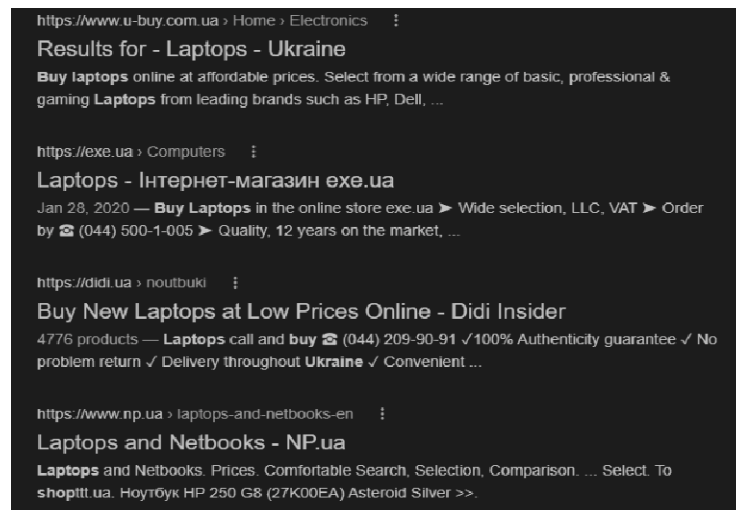 https://www.u-buy.com.ua › Home › Electronics
Results for - Laptops - Ukraine
Buy laptops online at affordable prices. Select from a wide range of basic, professional &
gaming Laptops from leading brands such as HP, Dell, ...
https://exe.ua › Computers
Laptops - Інтернет-магазин exe.ua
Jan 28, 2020 — Buy Laptops in the online store exe.ua ➤ Wide selection, LLC, VAT ➤ Order
by ☎ (044) 500-1-005 ➤ Quality, 12 years on the market, ...
https://didi.ua › noutbuki
Buy New Laptops at Low Prices Online - Didi Insider
4776 products — Laptops call and buy ☎ (044) 209-90-91 ✓100% Authenticity guarantee ✓ No
problem return ✓ Delivery throughout Ukraine ✓ Convenient ...
https://www.np.ua › laptops-and-netbooks-en
Laptops and Netbooks - NP.ua
Laptops and Netbooks. Prices. Comfortable Search, Selection, Comparison. ... Select. To
shopttt.ua. Ноутбук HP 250 G8 (27K00EA) Asteroid Silver >>.